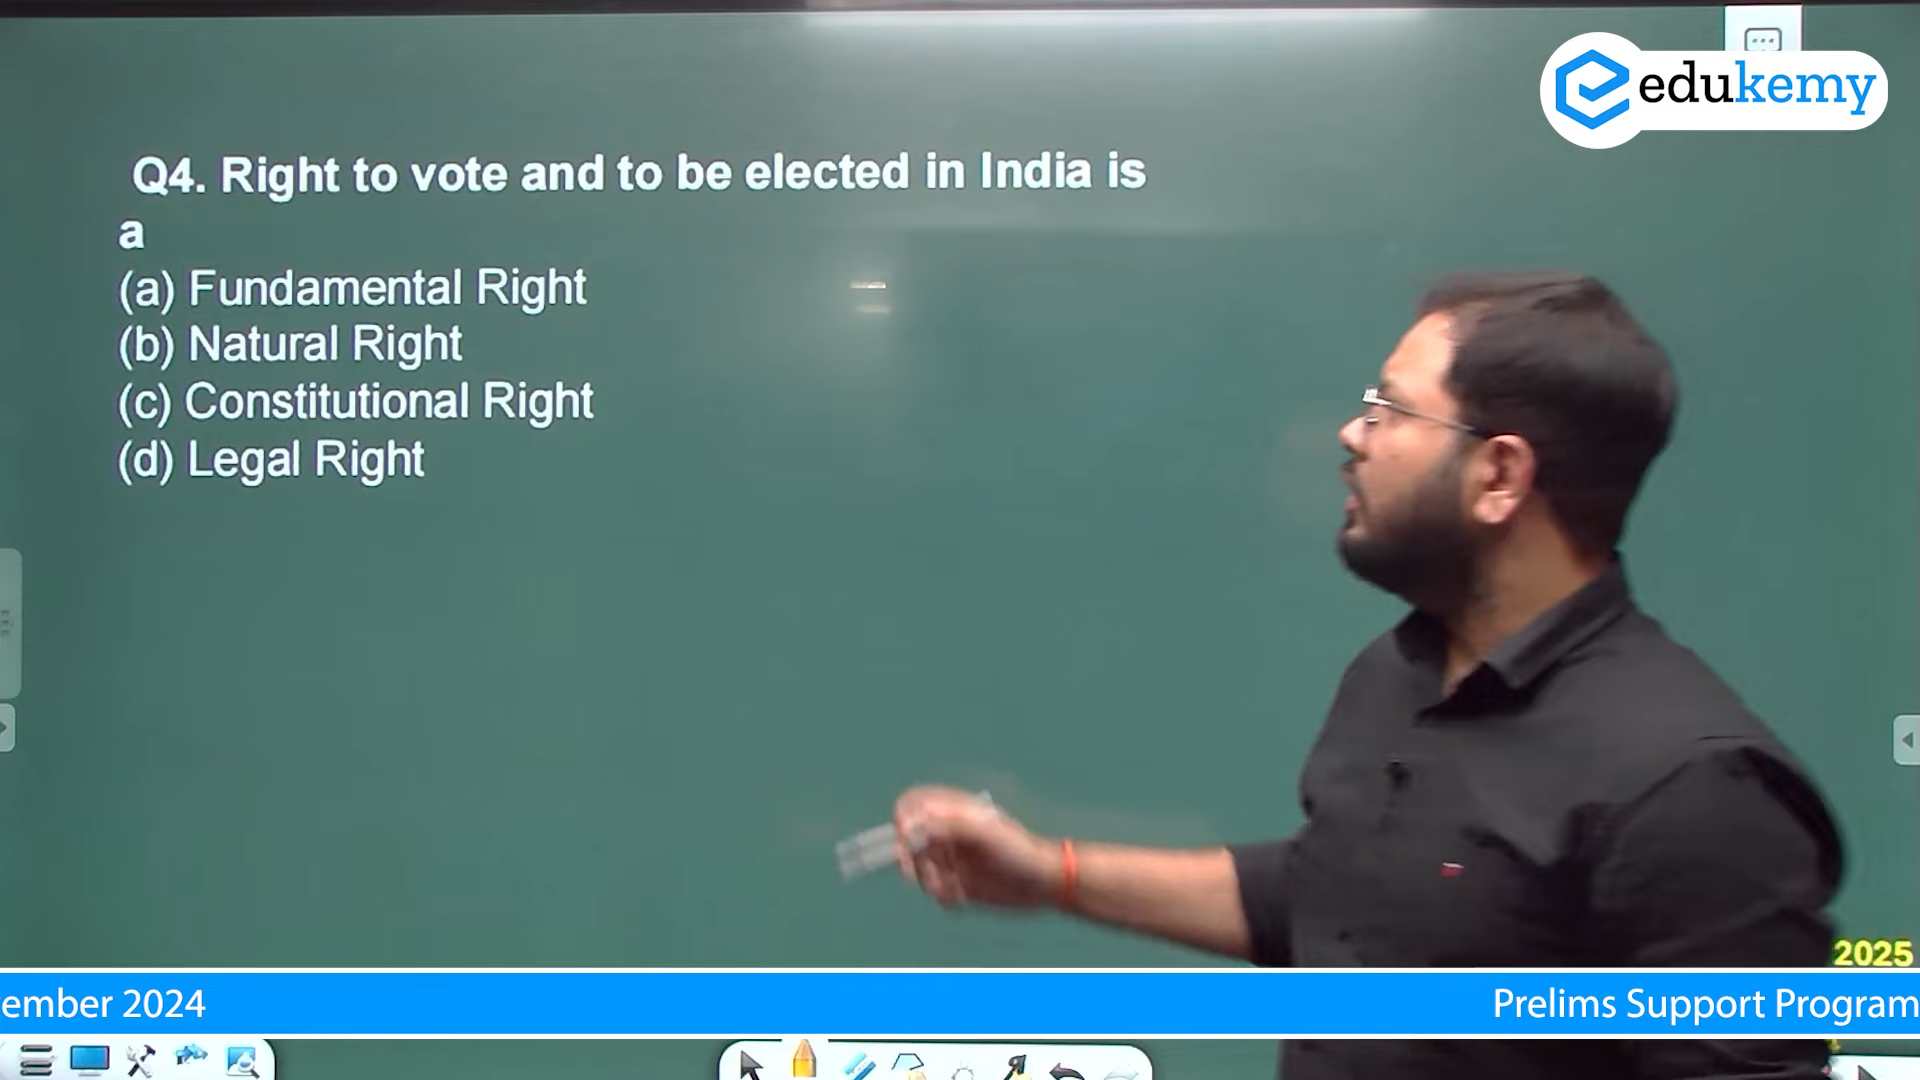 edukemy
Q4. Right to vote and to be elected in India is
a
(a) Fundamental Right
(b) Natural Right
(c) Constitutional Right
(d) Legal Right
2025
ember 2024
Prelims Support Program